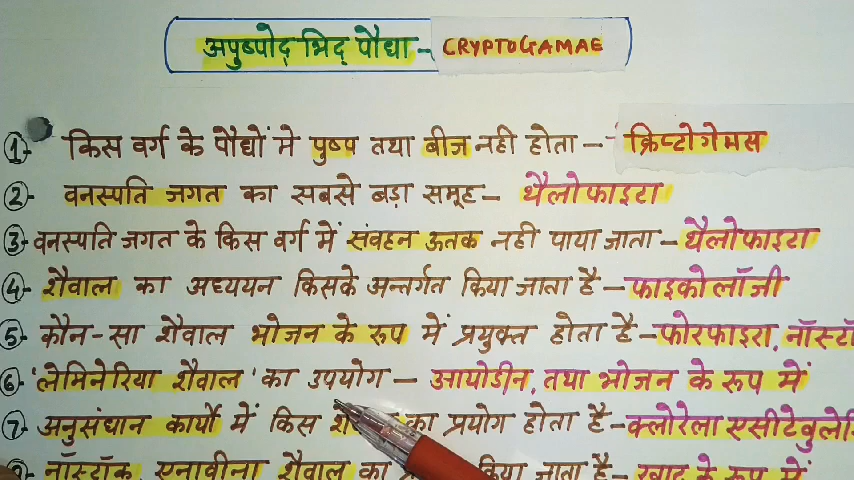 अपुष्पोद् भिद् पौधा - CRYPTOGAMAE
①- किस वर्ग के पौधों मे पुष्प तथा बीज नही होता - क्रिप्टोगेमस
②- वनस्पति जगत का सबसे बड़ा समूह - थैलोफाइटा
③- वनस्पति जगत के किस वर्ग में संवहन ऊतक नही पाया जाता - थैलोफाइटा
④- शैवाल का अध्ययन किसके अन्तर्गत किया जाता है - फाइकोलॉजी
⑤- कौन-सा शैवाल भोजन के रूप में प्रयुक्त होता है - फोरफाइरा, नॉस्टॉ
⑥- 'लेमिनेरिया शैवाल' का उपयोग - आयोडीन, तथा भोजन के रूप में
⑦- अनुसंधान कार्यो में किस का प्रयोग होता है - क्लोरेला एसीटेबुले
नॉस्टॉक, एनाबीना शैवाल का किया जाता है - खाद के रूप में